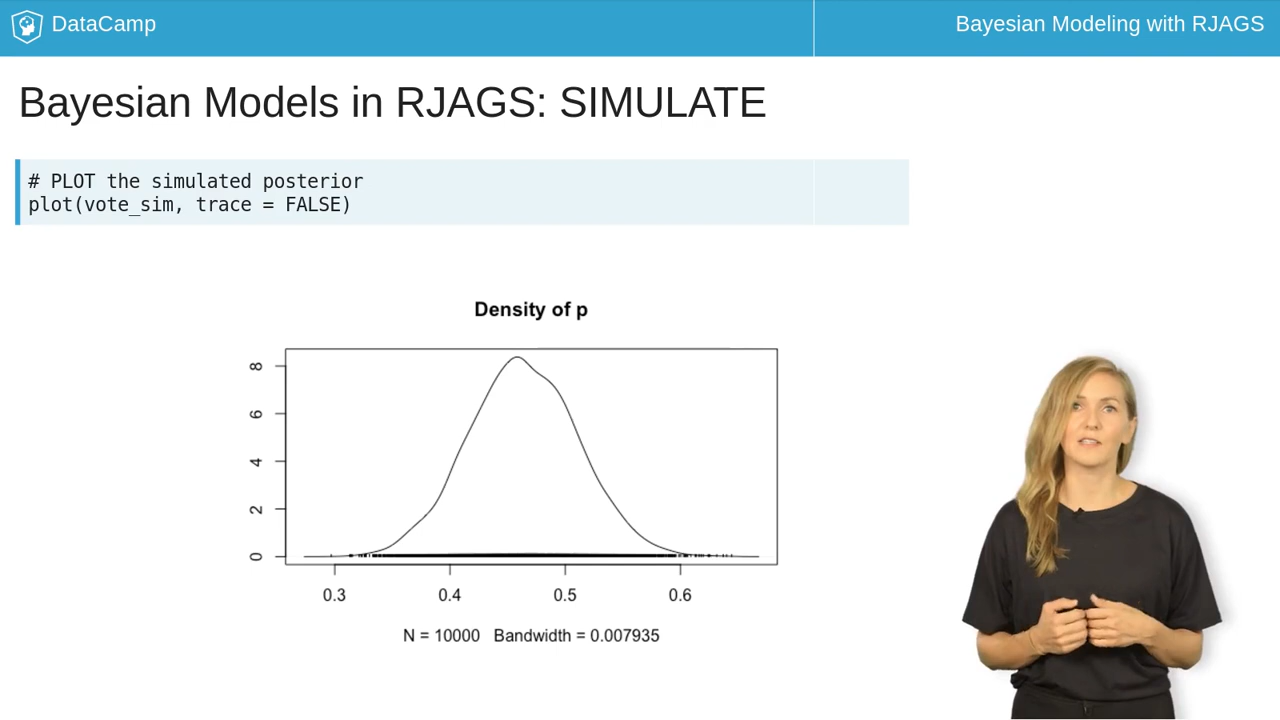 DataCamp
Bayesian Modeling with RJAGS
Bayesian Models in RJAGS: SIMULATE
# PLOT the simulated posterior
plot(vote_sim, trace = FALSE)
Density of p
8
6
4
2
0
0.3 0.4 0.5 0.6
N = 10000 Bandwidth = 0.007935